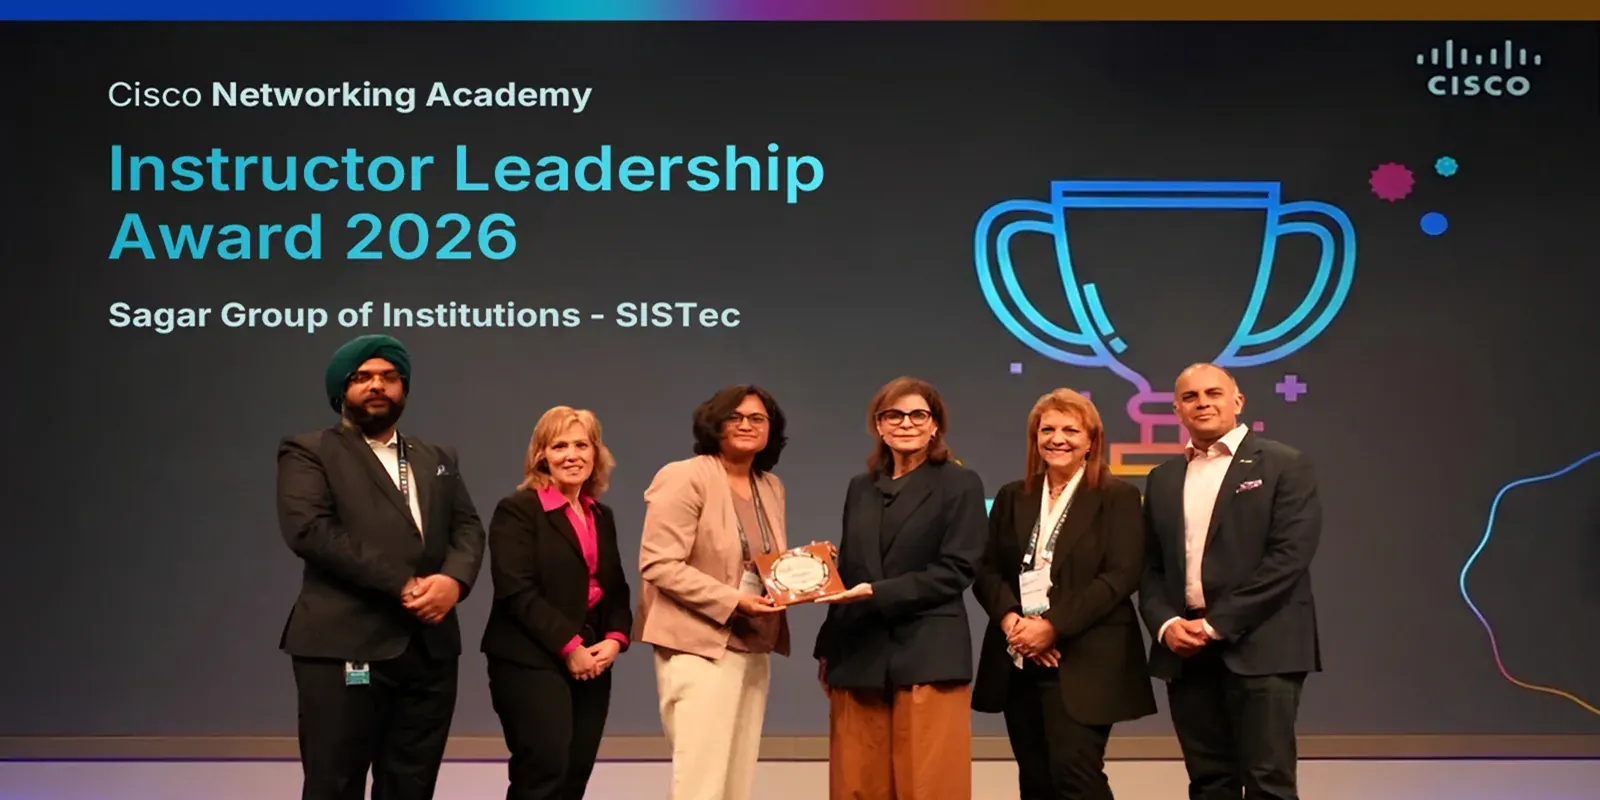 Cisco Networking Academy
CISCO
Instructor Leadership
Award 2026
Sagar Group of Institutions - SISTec